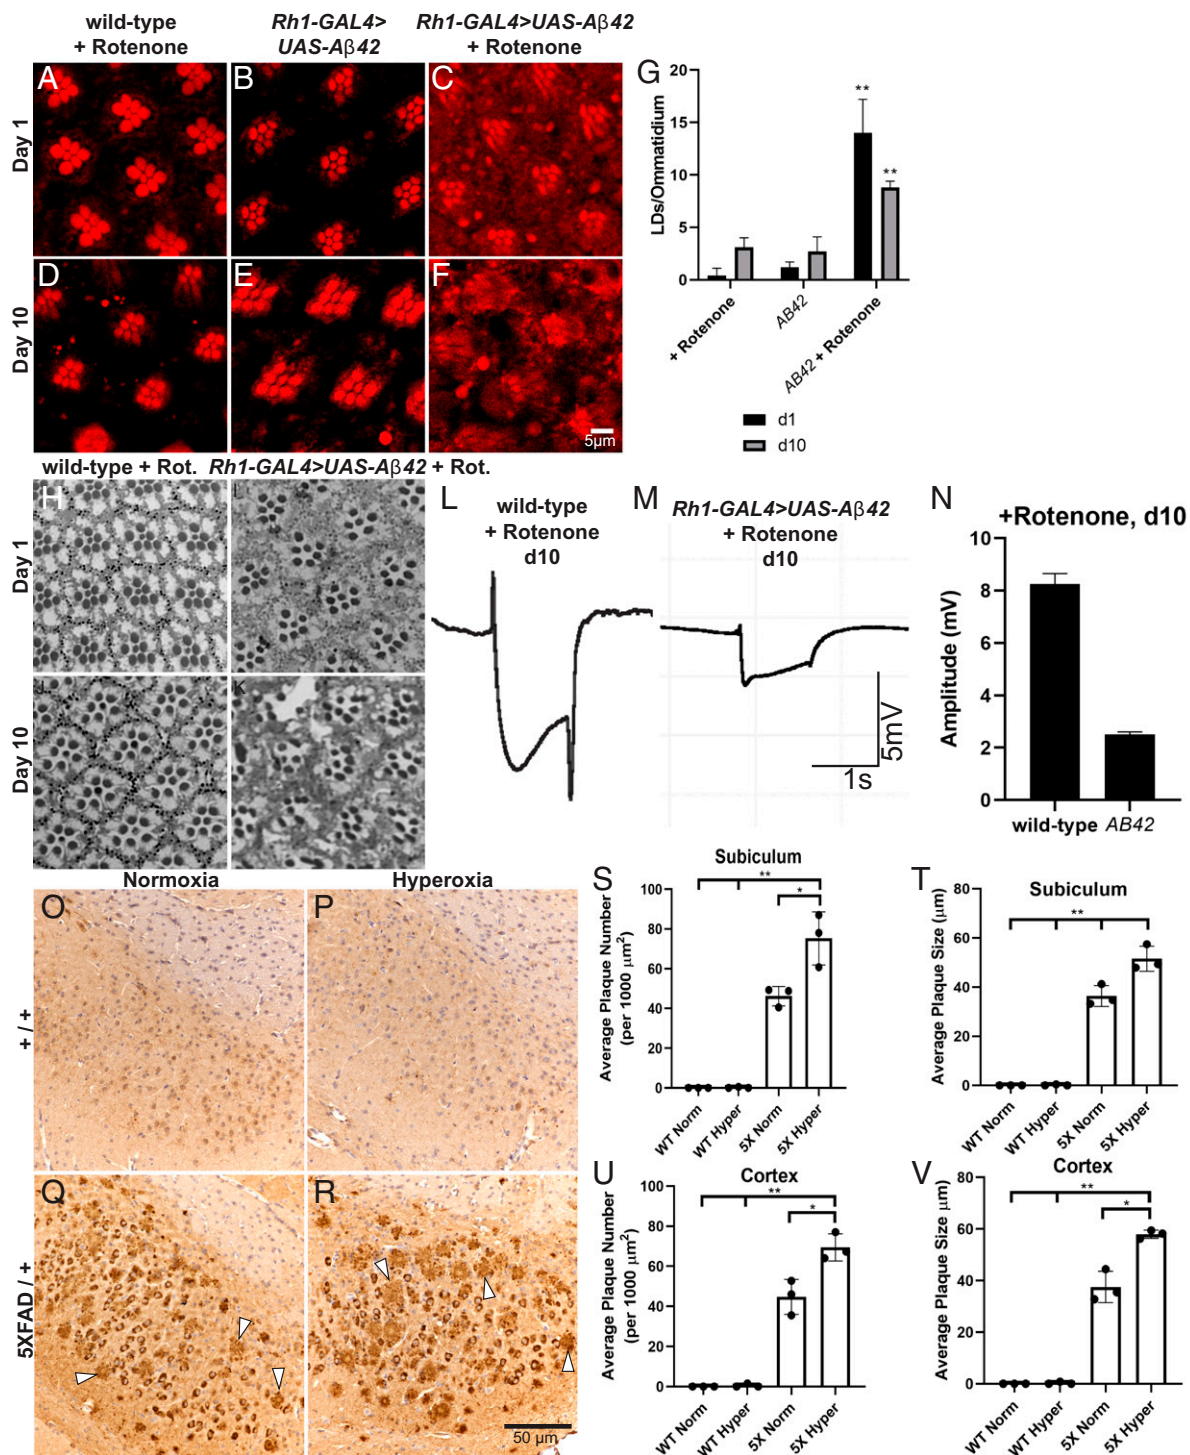 wild-type
+ Rotenone
Rh1-GAL4>
UAS-Aβ42
Rh1-GAL4>UAS-Aβ42
+ Rotenone
Day 1
A
B
C
Day 10
D
E
F
5µm
G
LDs/Ommatidium
20
15
10
5
0
+ Rotenone
AB42
AB42 + Rotenone
**
**
d1
d10
wild-type + Rot.
Rh1-GAL4>UAS-Aβ42 + Rot.
Day 1
H
I
Day 10
J
K
L
wild-type
+ Rotenone
d10
M
Rh1-GAL4>UAS-Aβ42
+ Rotenone
d10
5mV
1s
N
+Rotenone, d10
Amplitude (mV)
10
8
6
4
2
0
wild-type
AB42
Normoxia
Hyperoxia
+ / +
O
P
5XFAD / +
Q
R
50 µm
S
Subiculum
Average Plaque Number
(per 1000 µm²)
100
80
60
40
20
0
**
*
WT Norm
WT Hyper
5X Norm
5X Hyper
T
Subiculum
Average Plaque Size (µm)
80
60
40
20
0
**
WT Norm
WT Hyper
5X Norm
5X Hyper
U
Cortex
Average Plaque Number
(per 1000 µm²)
100
80
60
40
20
0
**
*
WT Norm
WT Hyper
5X Norm
5X Hyper
V
Cortex
Average Plaque Size µm)
80
60
40
20
0
**
*
WT Norm
WT Hyper
5X Norm
5X Hyper